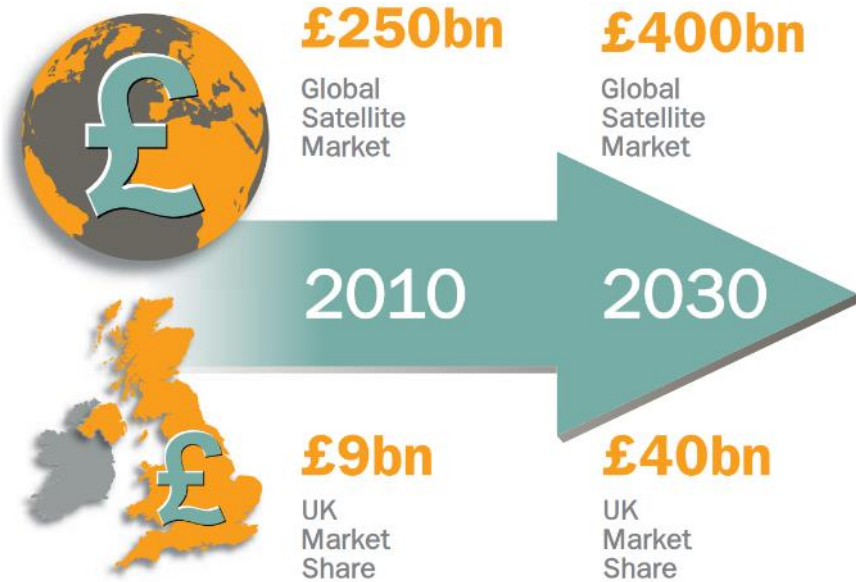 £
£250bn
Global
Satellite
Market
£400bn
Global
Satellite
Market
2010
2030
£
£9bn
UK
Market
Share
£40bn
UK
Market
Share